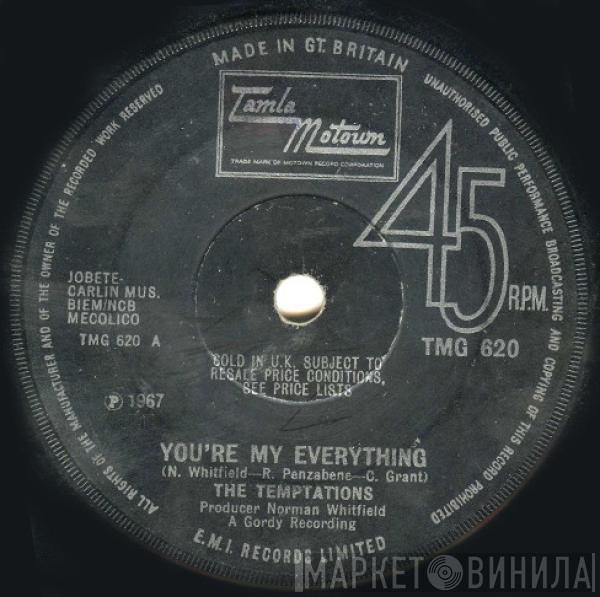 MADE IN GT. BRITAIN
UNAUTHORISED PUBLIC PERFORMANCE BROADCASTING AND COPYING OF THIS RECORD PROHIBITED
ALL RIGHTS OF THE MANUFACTURER AND OF THE OWNER OF THE RECORDED WORK RESERVED
Tamla
Motown
TRADE MARK OF MOTOWN RECORD CORPORATION
45
R.P.M.
JOBETE-
CARLIN MUS.
BIEM/NCB
MECOLICO
TMG 620 A
TMG 620
SOLD IN U.K. SUBJECT TO
RESALE PRICE CONDITIONS,
SEE PRICE LISTS
Ⓟ 1967
YOU'RE MY EVERYTHING
(N. Whitfield—R. Penzabene—C. Grant)
THE TEMPTATIONS
Producer Norman Whitfield
A Gordy Recording
E.M.I. RECORDS LIMITED
МАРКЕТ ВИНИЛА